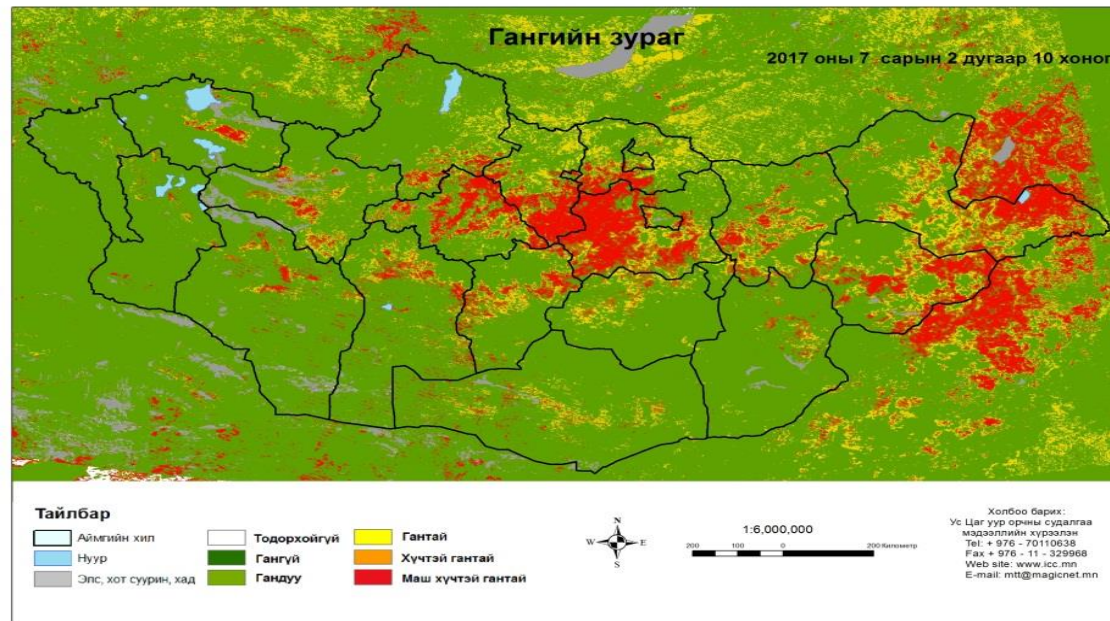 Гангийн зураг
2017 оны 7 сарын 2 дугаар 10 хоног
Тайлбар
Аймгийн хил
Нуур
Элс, хот суурин, хад
Тодорхойгүй
Гангүй
Гандуу
Гантай
Хүчтэй гантай
Маш хүчтэй гантай
N
W
E
S
1:6,000,000
200 100 0 200 Километр
Холбоо барих:
Ус Цаг уур орчны судалгаа
мэдээллийн хүрээлэн
Tel: + 976 - 70110638
Fax + 976 - 11 - 329968
Web site: www.icc.mn
E-mail: mtt@magicnet.mn